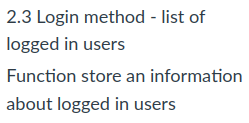 2.3 Login method - list of
logged in users
Function store an information
about logged in users